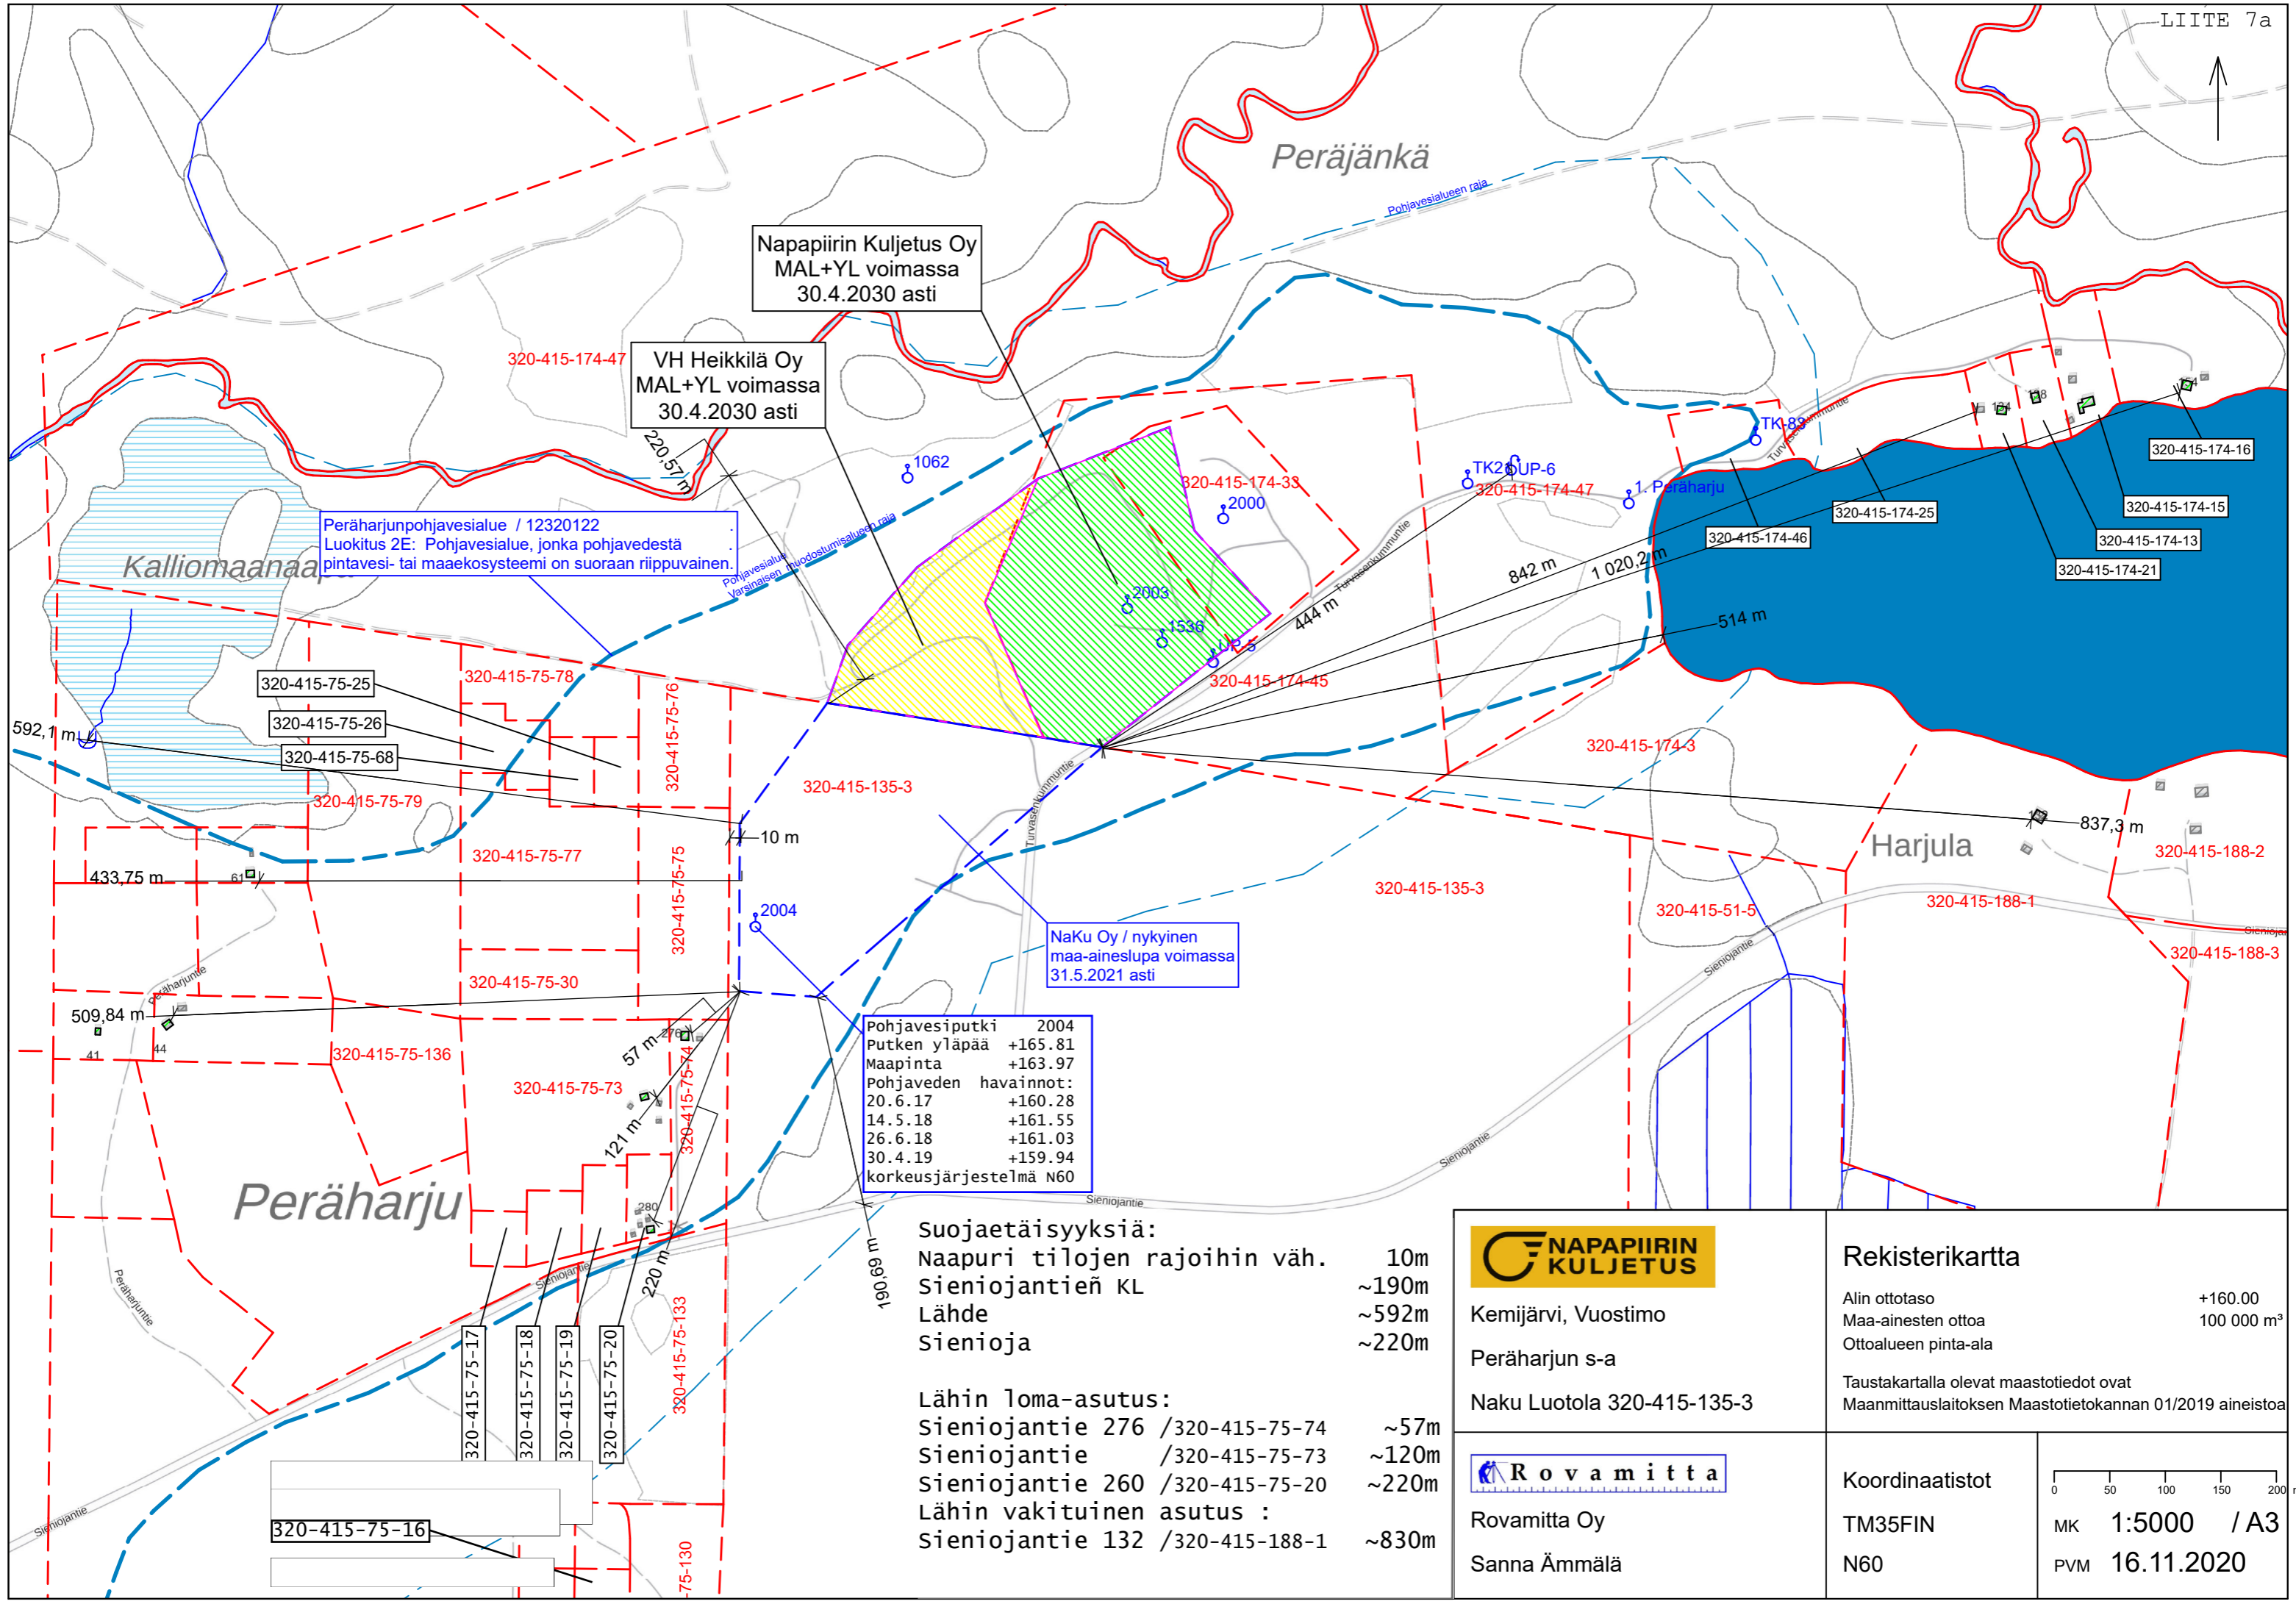 LIITE 7a
Peräjänkä
Pohjavesialueen raja
Napapiirin Kuljetus Oy
MAL+YL voimassa
30.4.2030 asti
VH Heikkilä Oy
MAL+YL voimassa
30.4.2030 asti
320-415-174-47
220,57 m
1062
320-415-174-33
2000
TK2
UP-6
320-415-174-47
1. Peräharju
TK-83
Turvasenkummuntie
134
154
320-415-174-16
320-415-174-15
320-415-174-13
320-415-174-21
320-415-174-25
320-415-174-46
Peräharjunpohjavesialue / 12320122
Luokitus 2E: Pohjavesialue, jonka pohjavedestä
pintavesi- tai maaekosysteemi on suoraan riippuvainen.
Pohjavesialue
Varsinaisen muodostumisalueen raja
2003
1536
UP-5
320-415-174-45
Turvasenkummuntie
444 m
842 m
1 020,2 m
514 m
320-415-75-25
320-415-75-26
320-415-75-68
320-415-75-78
320-415-75-76
592,1 m
320-415-75-79
320-415-135-3
320-415-174-3
10 m
Turvasenkummuntie
837,3 m
Harjula
320-415-188-2
320-415-75-77
320-415-75-75
433,75 m
61
2004
320-415-135-3
320-415-51-5
320-415-188-1
320-415-188-3
Sieniojantie
NaKu Oy / nykyinen
maa-aineslupa voimassa
31.5.2021 asti
Peräharjuntie
320-415-75-30
509,84 m
41
44
320-415-75-136
320-415-75-73
57 m
276
320-415-75-74
121 m
Pohjavesiputki 2004
Putken yläpää +165.81
Maapinta +163.97
Pohjaveden havainnot:
20.6.17 +160.28
14.5.18 +161.55
26.6.18 +161.03
30.4.19 +159.94
korkeusjärjestelmä N60
Sieniojantie
Sieniojantie
Peräharju
280
220 m
190,69 m
Peräharjuntie
Sieniojantie
320-415-75-17
320-415-75-18
320-415-75-19
320-415-75-20
320-415-75-133
320-415-75-16
75-130
Sieniojantie
Suojaetäisyyksiä:
Naapuri tilojen rajoihin väh. 10m
Sieniojantieñ KL ~190m
Lähde ~592m
Sienioja ~220m
Lähin loma-asutus:
Sieniojantie 276 /320-415-75-74 ~57m
Sieniojantie /320-415-75-73 ~120m
Sieniojantie 260 /320-415-75-20 ~220m
Lähin vakituinen asutus :
Sieniojantie 132 /320-415-188-1 ~830m
NAPAPIIRIN
KULJETUS
Kemijärvi, Vuostimo
Peräharjun s-a
Naku Luotola 320-415-135-3
Rekisterikartta
Alin ottotaso +160.00
Maa-ainesten ottoa 100 000 m³
Ottoalueen pinta-ala
Taustakartalla olevat maastotiedot ovat
Maanmittauslaitoksen Maastotietokannan 01/2019 aineistoa
Rovamitta
Rovamitta Oy
Sanna Ämmälä
Koordinaatistot
TM35FIN
N60
0 50 100 150 200
MK 1:5000 / A3
PVM 16.11.2020